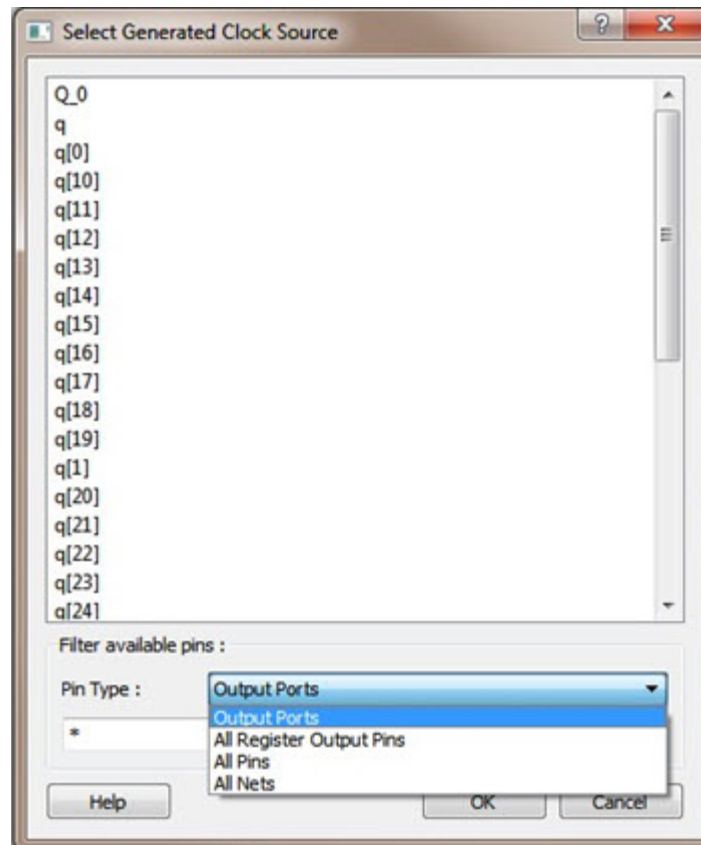 Select Generated Clock Source
?
Q_0
q
q[0]
q[10]
q[11]
q[12]
q[13]
q[14]
q[15]
q[16]
q[17]
q[18]
q[19]
q[1]
q[20]
q[21]
q[22]
q[23]
q[24]
Filter available pins :
Pin Type : Output Ports
Output Ports
* All Register Output Pins
All Pins
All Nets
Help OK Cancel